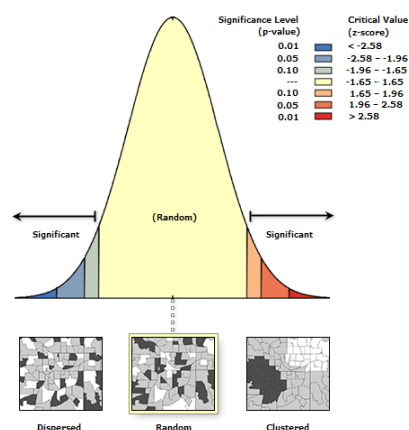 Significance Level Critical Value
(p-value) (z-score)
0.01 < -2.58
0.05 -2.58 - -1.96
0.10 -1.96 - -1.65
--- -1.65 - 1.65
0.10 1.65 - 1.96
0.05 1.96 - 2.58
0.01 > 2.58
(Random)
Significant Significant
Dispersed Random Clustered